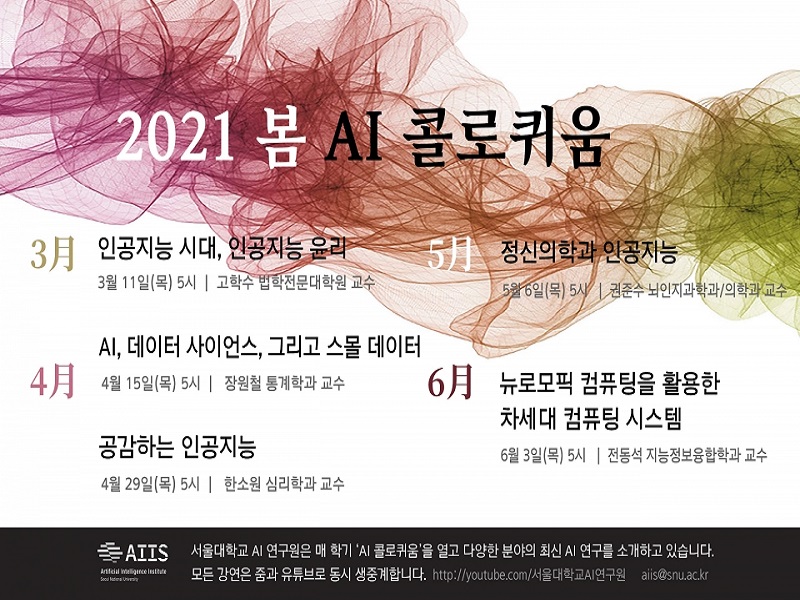 2021 봄 AI 콜로퀴움
3月
인공지능 시대, 인공지능 윤리
3월 11일(목) 5시 | 고학수 법학전문대학원 교수
4月
AI, 데이터 사이언스, 그리고 스몰 데이터
4월 15일(목) 5시 | 장원철 통계학과 교수
공감하는 인공지능
4월 29일(목) 5시 | 한소원 심리학과 교수
5月
정신의학과 인공지능
5월 6일(목) 5시 | 권준수 뇌인지과학과/의학과 교수
6月
뉴로모픽 컴퓨팅을 활용한
차세대 컴퓨팅 시스템
6월 3일(목) 5시 | 전동석 지능정보융합학과 교수
AIIS
Artificial Intelligence Institute
Seoul National University
서울대학교 AI 연구원은 매 학기 'AI 콜로퀴움'을 열고 다양한 분야의 최신 AI 연구를 소개하고 있습니다.
모든 강연은 줌과 유튜브로 동시 생중계합니다. http://youtube.com/서울대학교AI연구원 aiis@snu.ac.kr